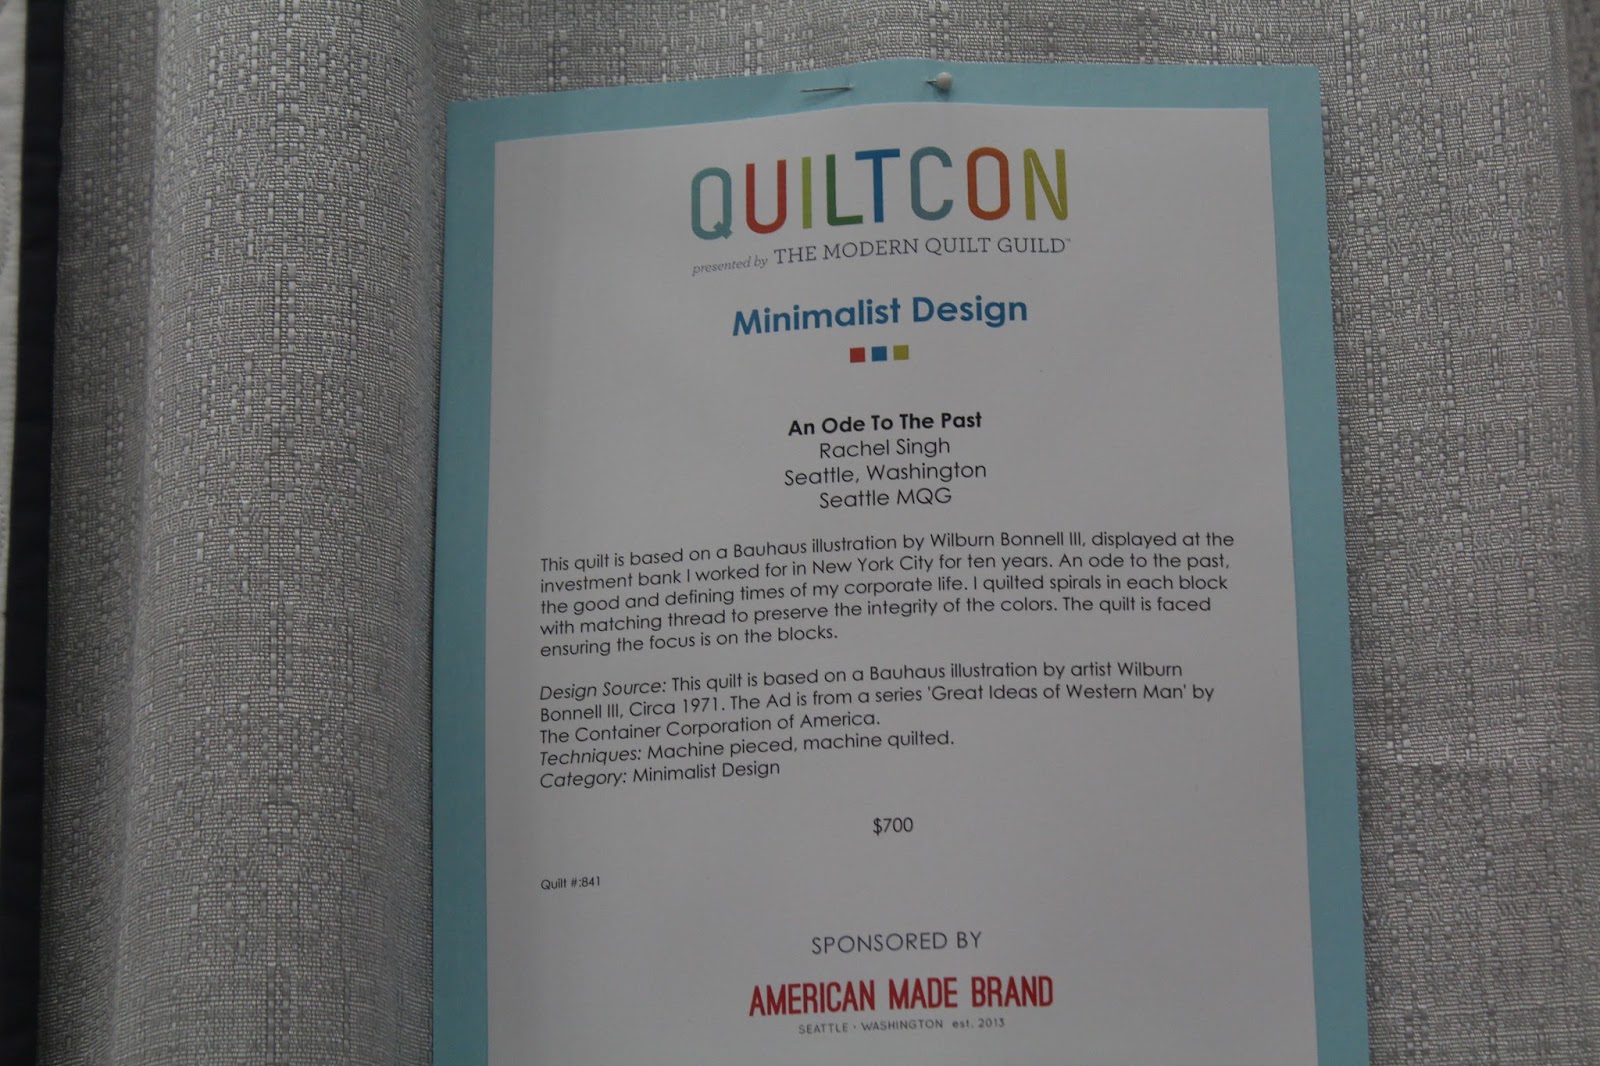 QUILTCON
presented by THE MODERN QUILT GUILD™
Minimalist Design
An Ode To The Past
Rachel Singh
Seattle, Washington
Seattle MQG
This quilt is based on a Bauhaus illustration by Wilburn Bonnell III, displayed at the
investment bank I worked for in New York City for ten years. An ode to the past,
the good and defining times of my corporate life. I quilted spirals in each block
with matching thread to preserve the integrity of the colors. The quilt is faced
ensuring the focus is on the blocks.
Design Source: This quilt is based on a Bauhaus illustration by artist Wilburn
Bonnell III, Circa 1971. The Ad is from a series 'Great Ideas of Western Man' by
The Container Corporation of America.
Techniques: Machine pieced, machine quilted.
Category: Minimalist Design
$700
Quilt #:841
SPONSORED BY
AMERICAN MADE BRAND
SEATTLE • WASHINGTON est. 2013